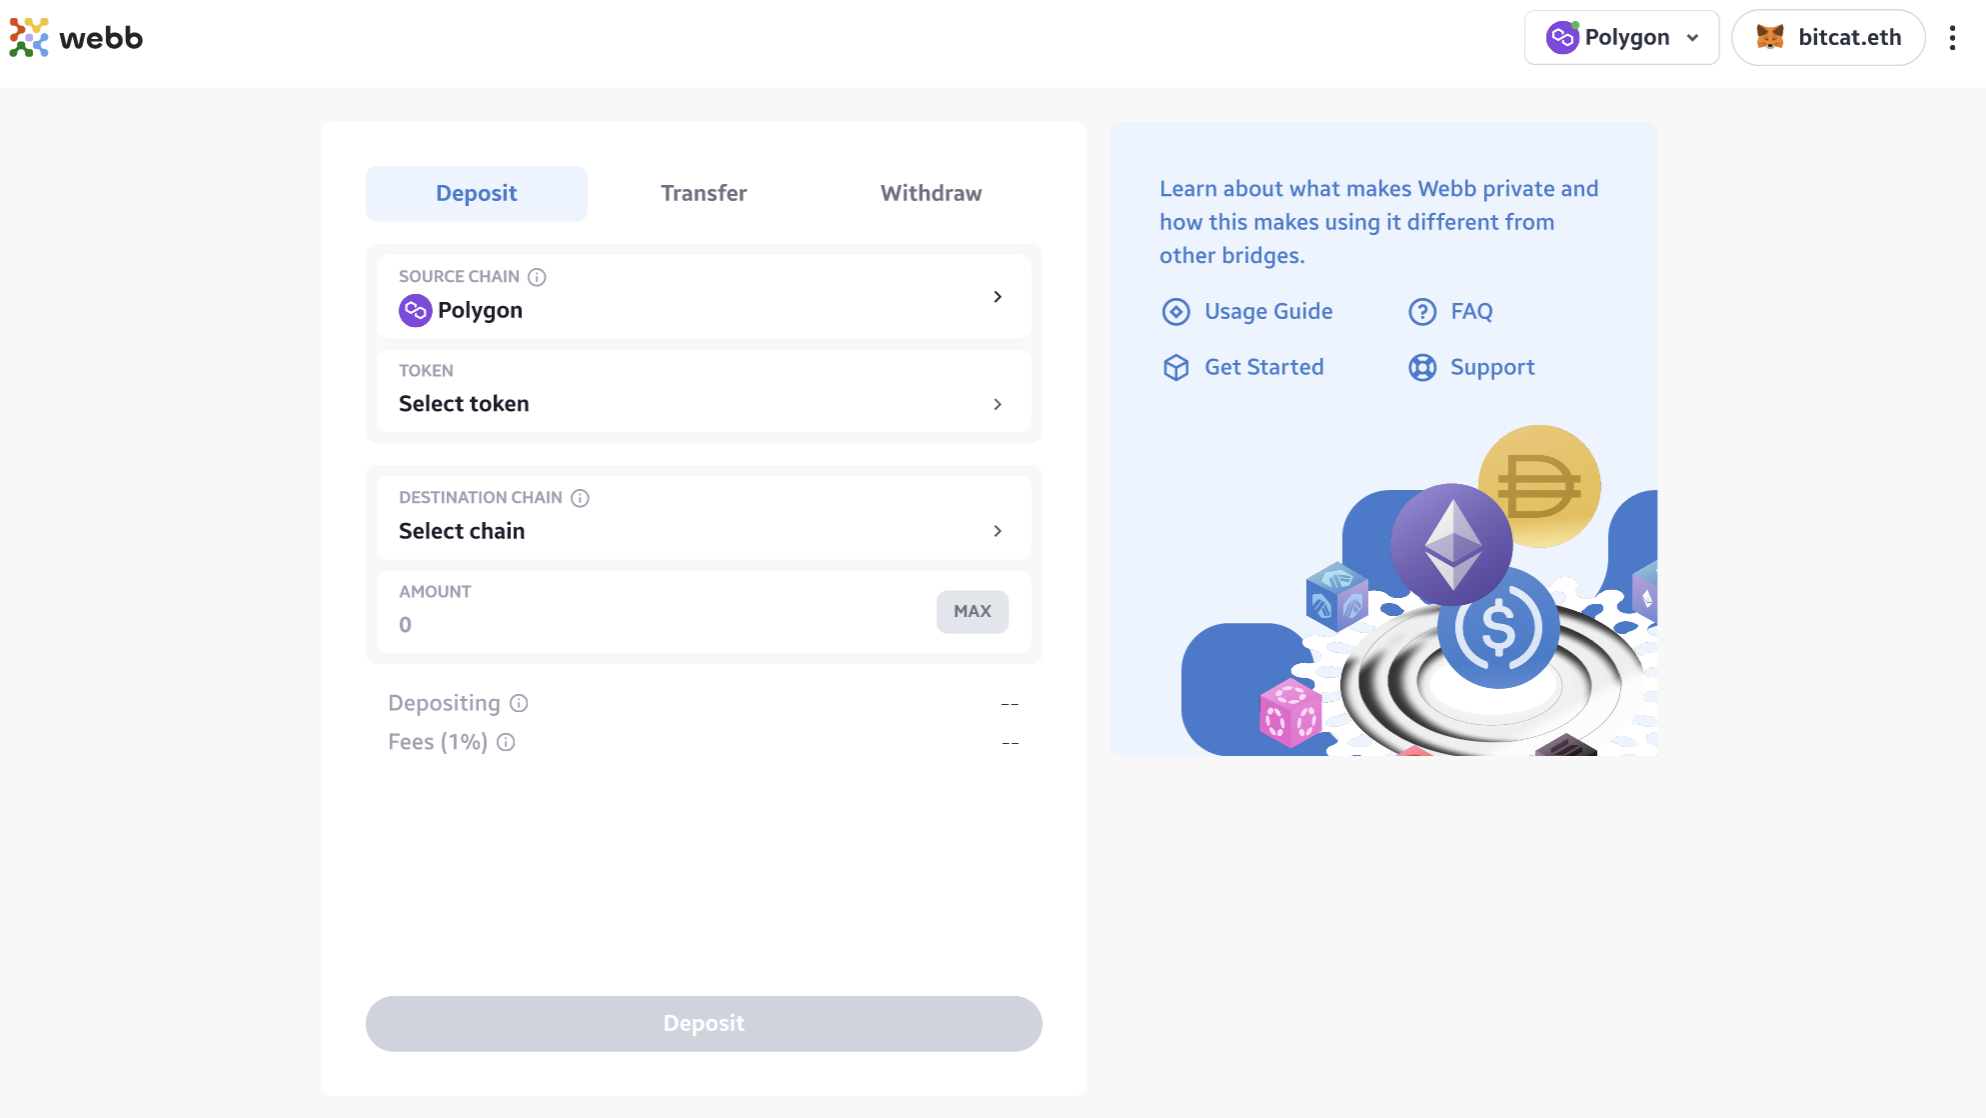 webb
Polygon
bitcat.eth
Deposit
Transfer
Withdraw
SOURCE CHAIN
Polygon
TOKEN
Select token
DESTINATION CHAIN
Select chain
AMOUNT
0
MAX
Depositing
--
Fees (1%)
--
Deposit
Learn about what makes Webb private and
how this makes using it different from
other bridges.
Usage Guide
FAQ
Get Started
Support